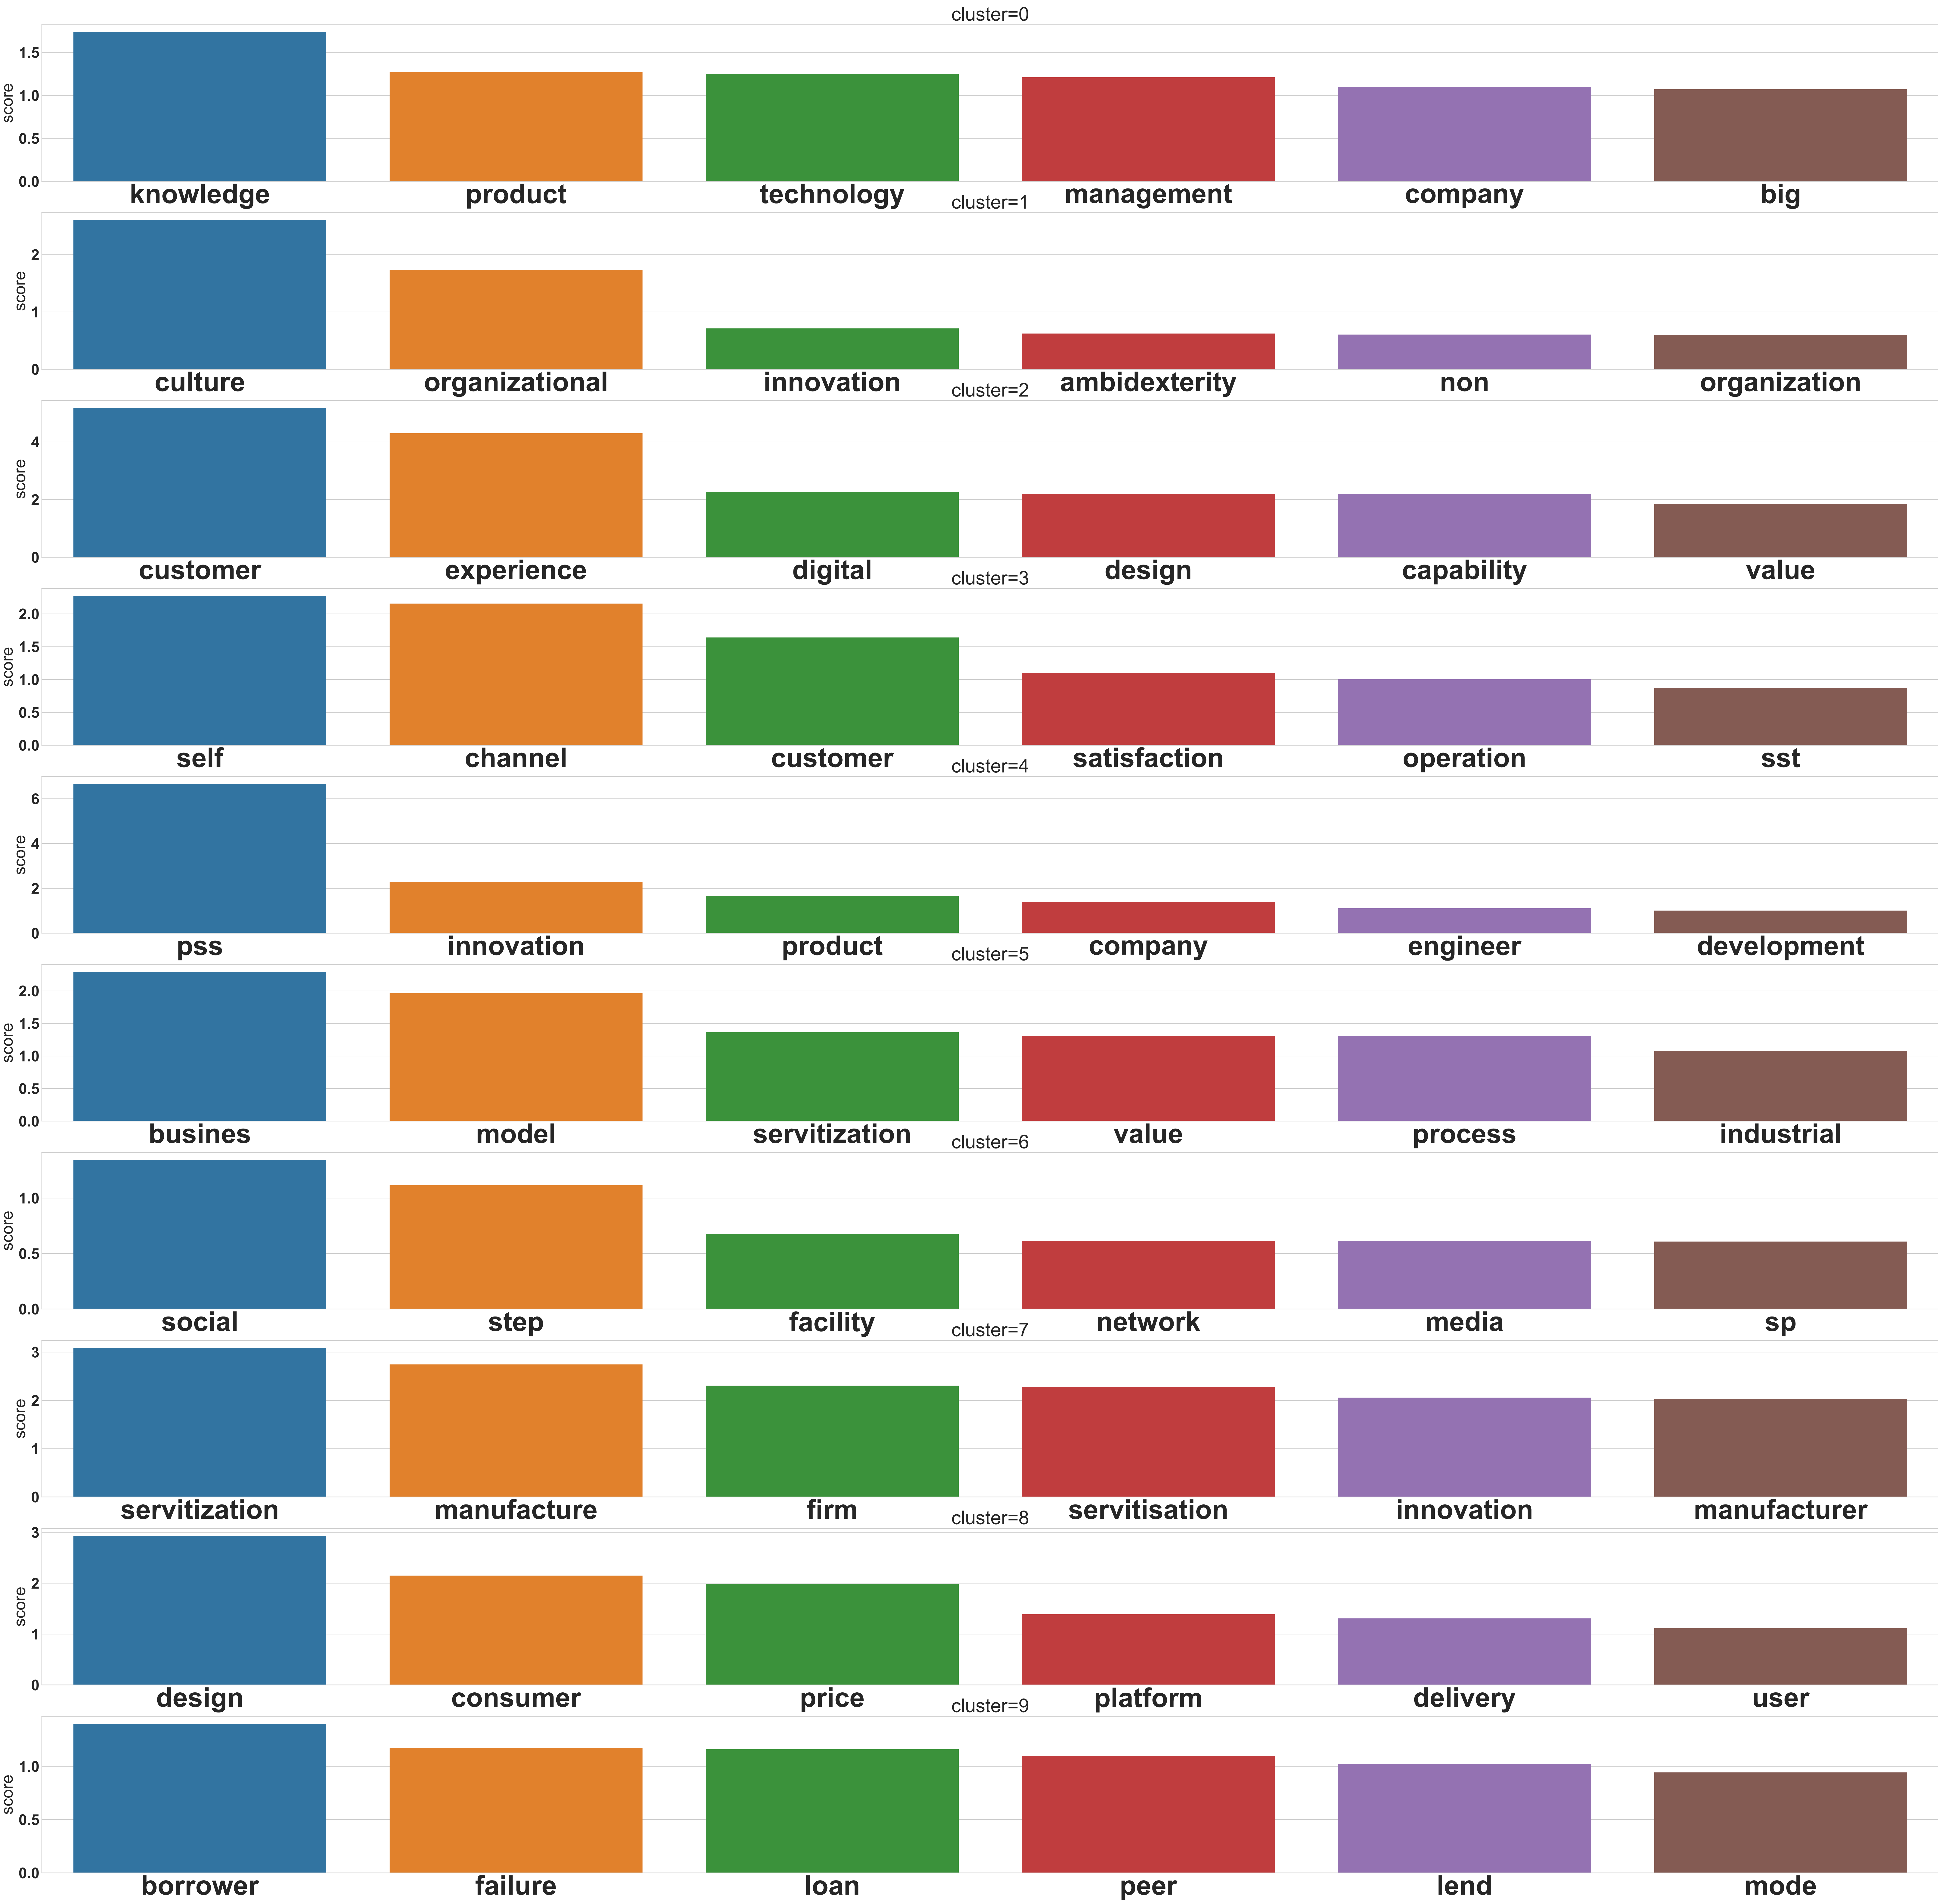 cluster=0
score
1.5
1.0
0.5
0.0
knowledge product technology management company big
cluster=1
score
2
1
0
culture organizational innovation ambidexterity non organization
cluster=2
score
4
2
0
customer experience digital design capability value
cluster=3
score
2.0
1.5
1.0
0.5
0.0
self channel customer satisfaction operation sst
cluster=4
score
6
4
2
0
pss innovation product company engineer development
cluster=5
score
2.0
1.5
1.0
0.5
0.0
busines model servitization value process industrial
cluster=6
score
1.0
0.5
0.0
social step facility network media sp
cluster=7
score
3
2
1
0
servitization manufacture firm servitisation innovation manufacturer
cluster=8
score
3
2
1
0
design consumer price platform delivery user
cluster=9
score
1.0
0.5
0.0
borrower failure loan peer lend mode